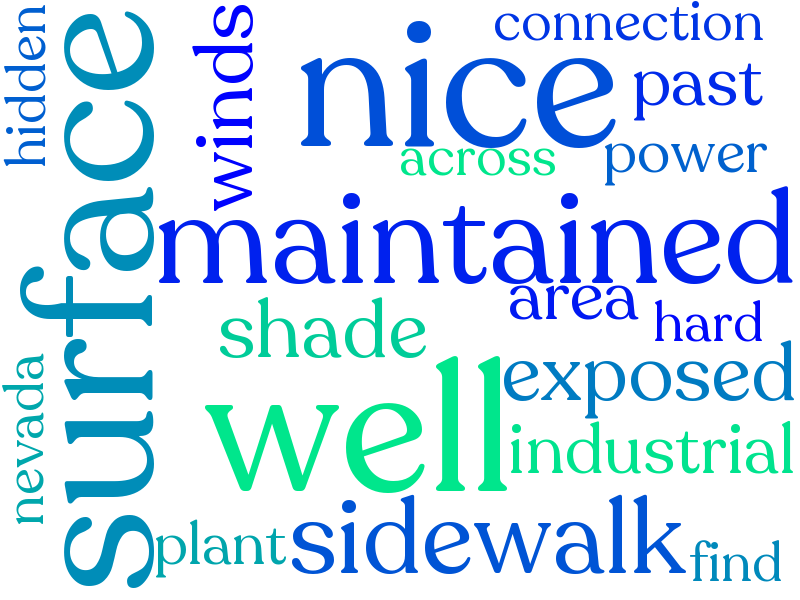 hidden
surface
winds
nice
connection
past
across
power
maintained
area
hard
shade
exposed
well
industrial
nevada
plant
sidewalk
find